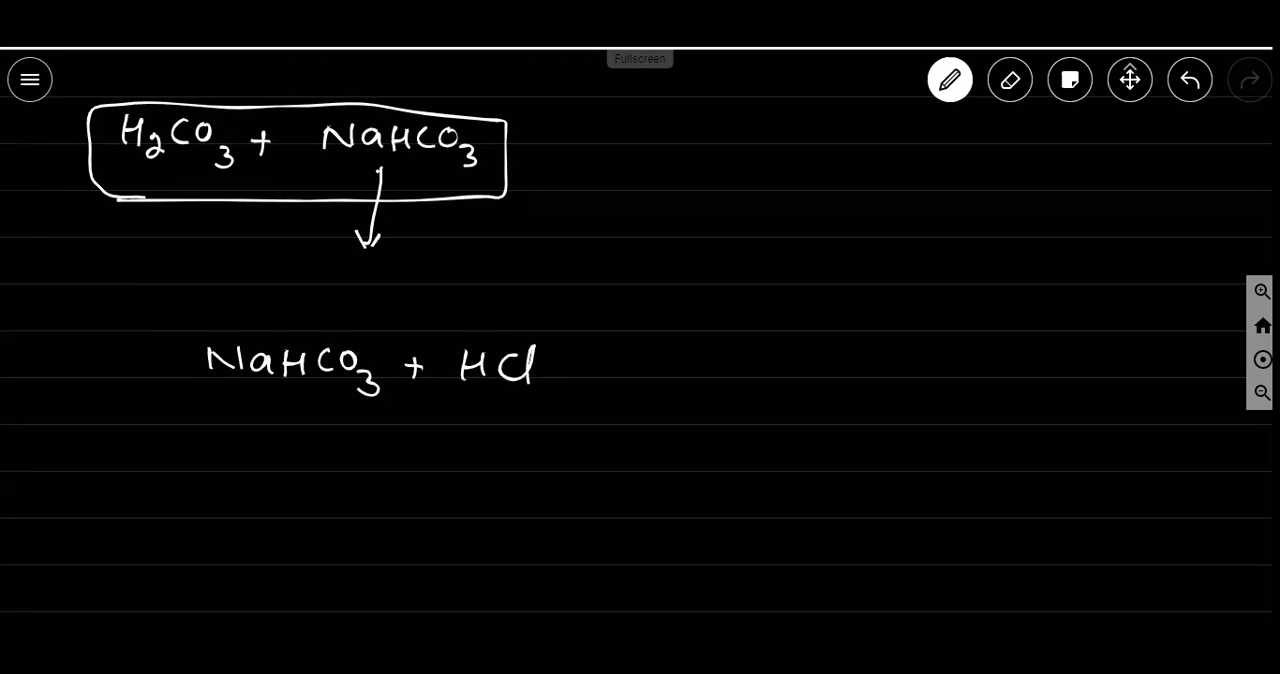 Fullscreen
H₂CO₃ + NaHCO₃
NaHCO₃ + HCl